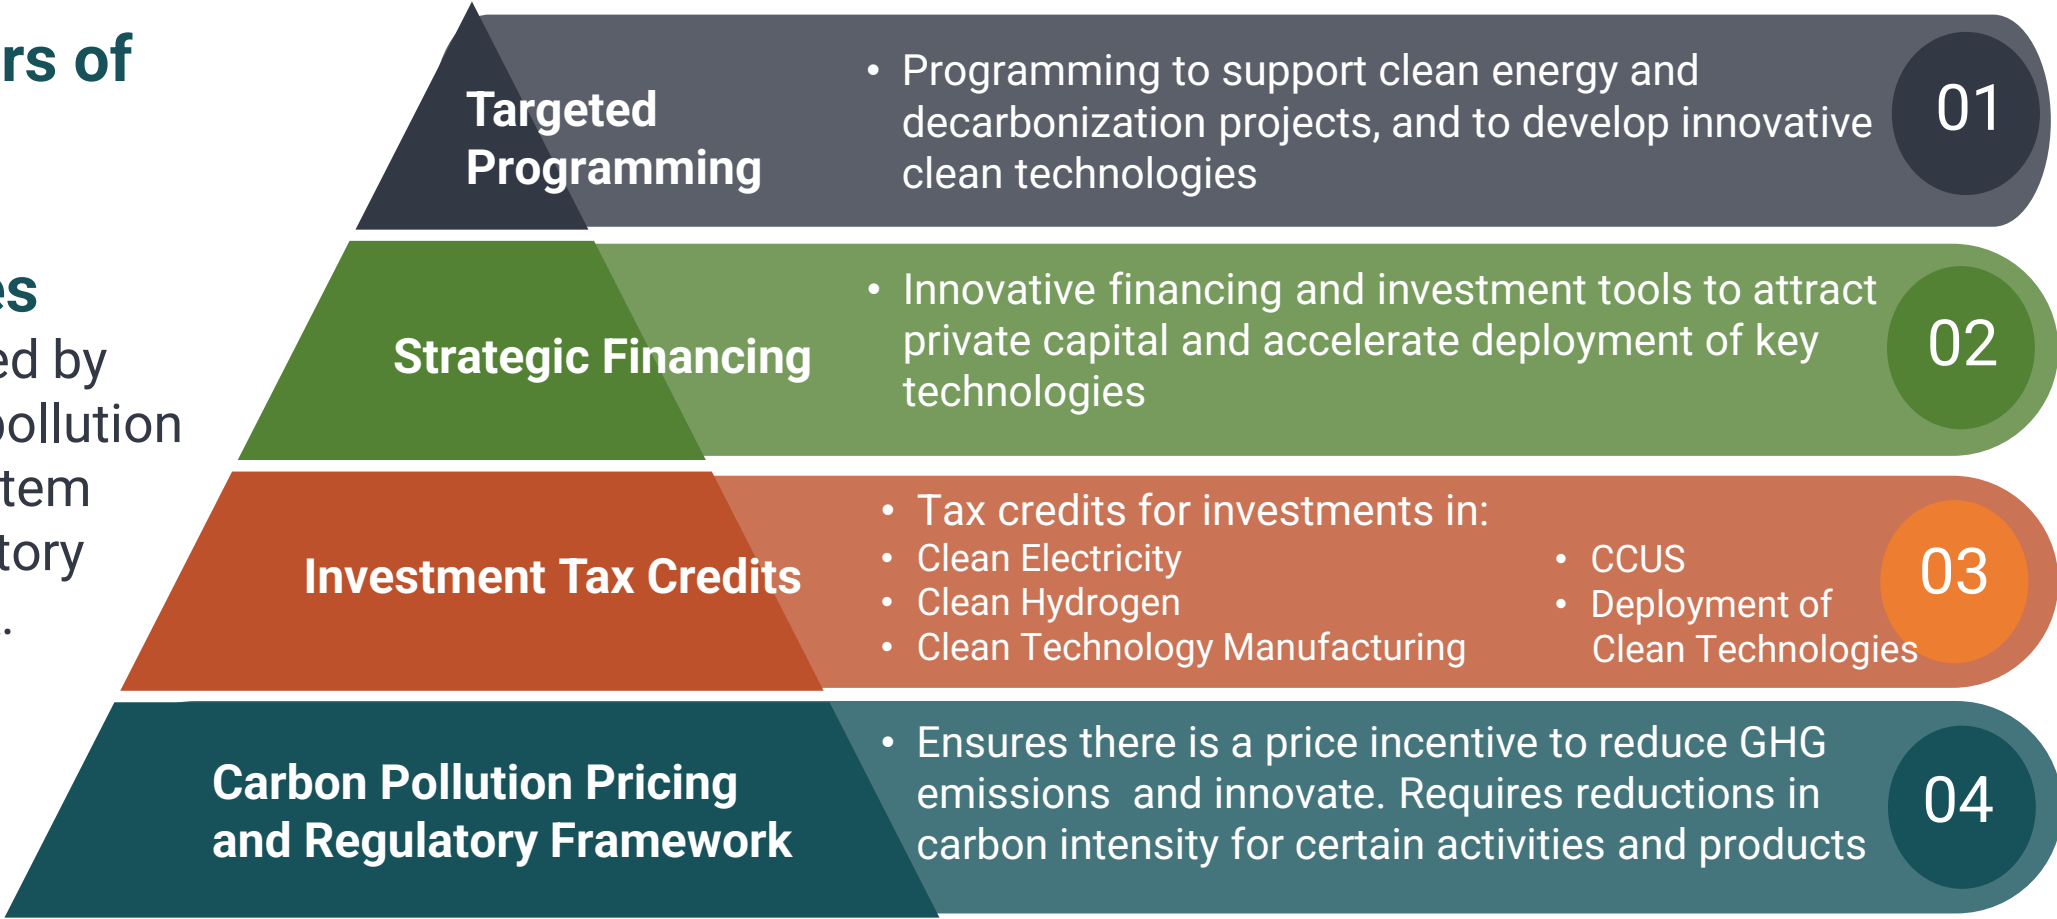 rs of
es
ed by
pollution
tem
tory
.
Targeted
Programming
• Programming to support clean energy and
decarbonization projects, and to develop innovative
clean technologies
01
Strategic Financing
• Innovative financing and investment tools to attract
private capital and accelerate deployment of key
technologies
02
Investment Tax Credits
• Tax credits for investments in:
• Clean Electricity
• Clean Hydrogen
• Clean Technology Manufacturing
• CCUS
• Deployment of
Clean Technologies
03
Carbon Pollution Pricing
and Regulatory Framework
• Ensures there is a price incentive to reduce GHG
emissions  and innovate. Requires reductions in
carbon intensity for certain activities and products
04